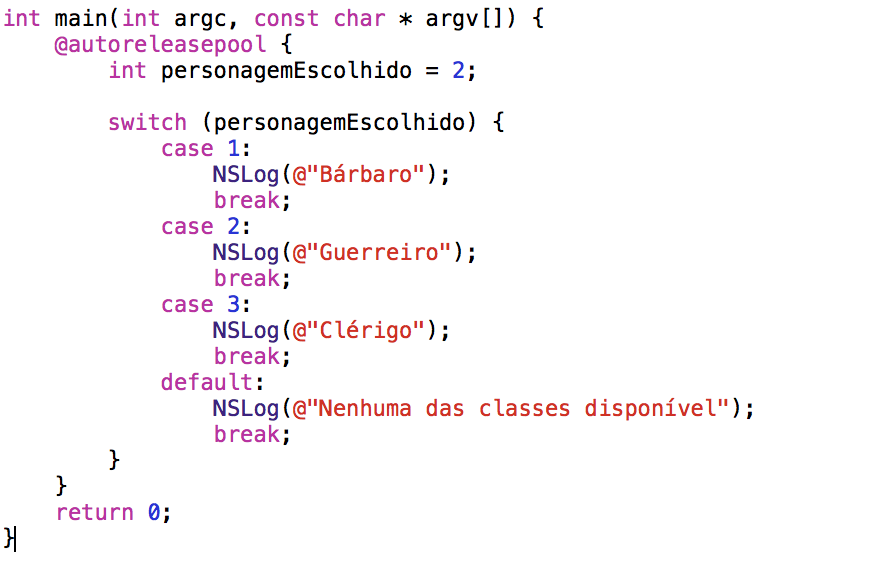 int main(int argc, const char * argv[]) {
    @autoreleasepool {
        int personagemEscolhido = 2;

        switch (personagemEscolhido) {
            case 1:
                NSLog(@"Bárbaro");
                break;
            case 2:
                NSLog(@"Guerreiro");
                break;
            case 3:
                NSLog(@"Clérigo");
                break;
            default:
                NSLog(@"Nenhuma das classes disponível");
                break;
        }
    }
    return 0;
}